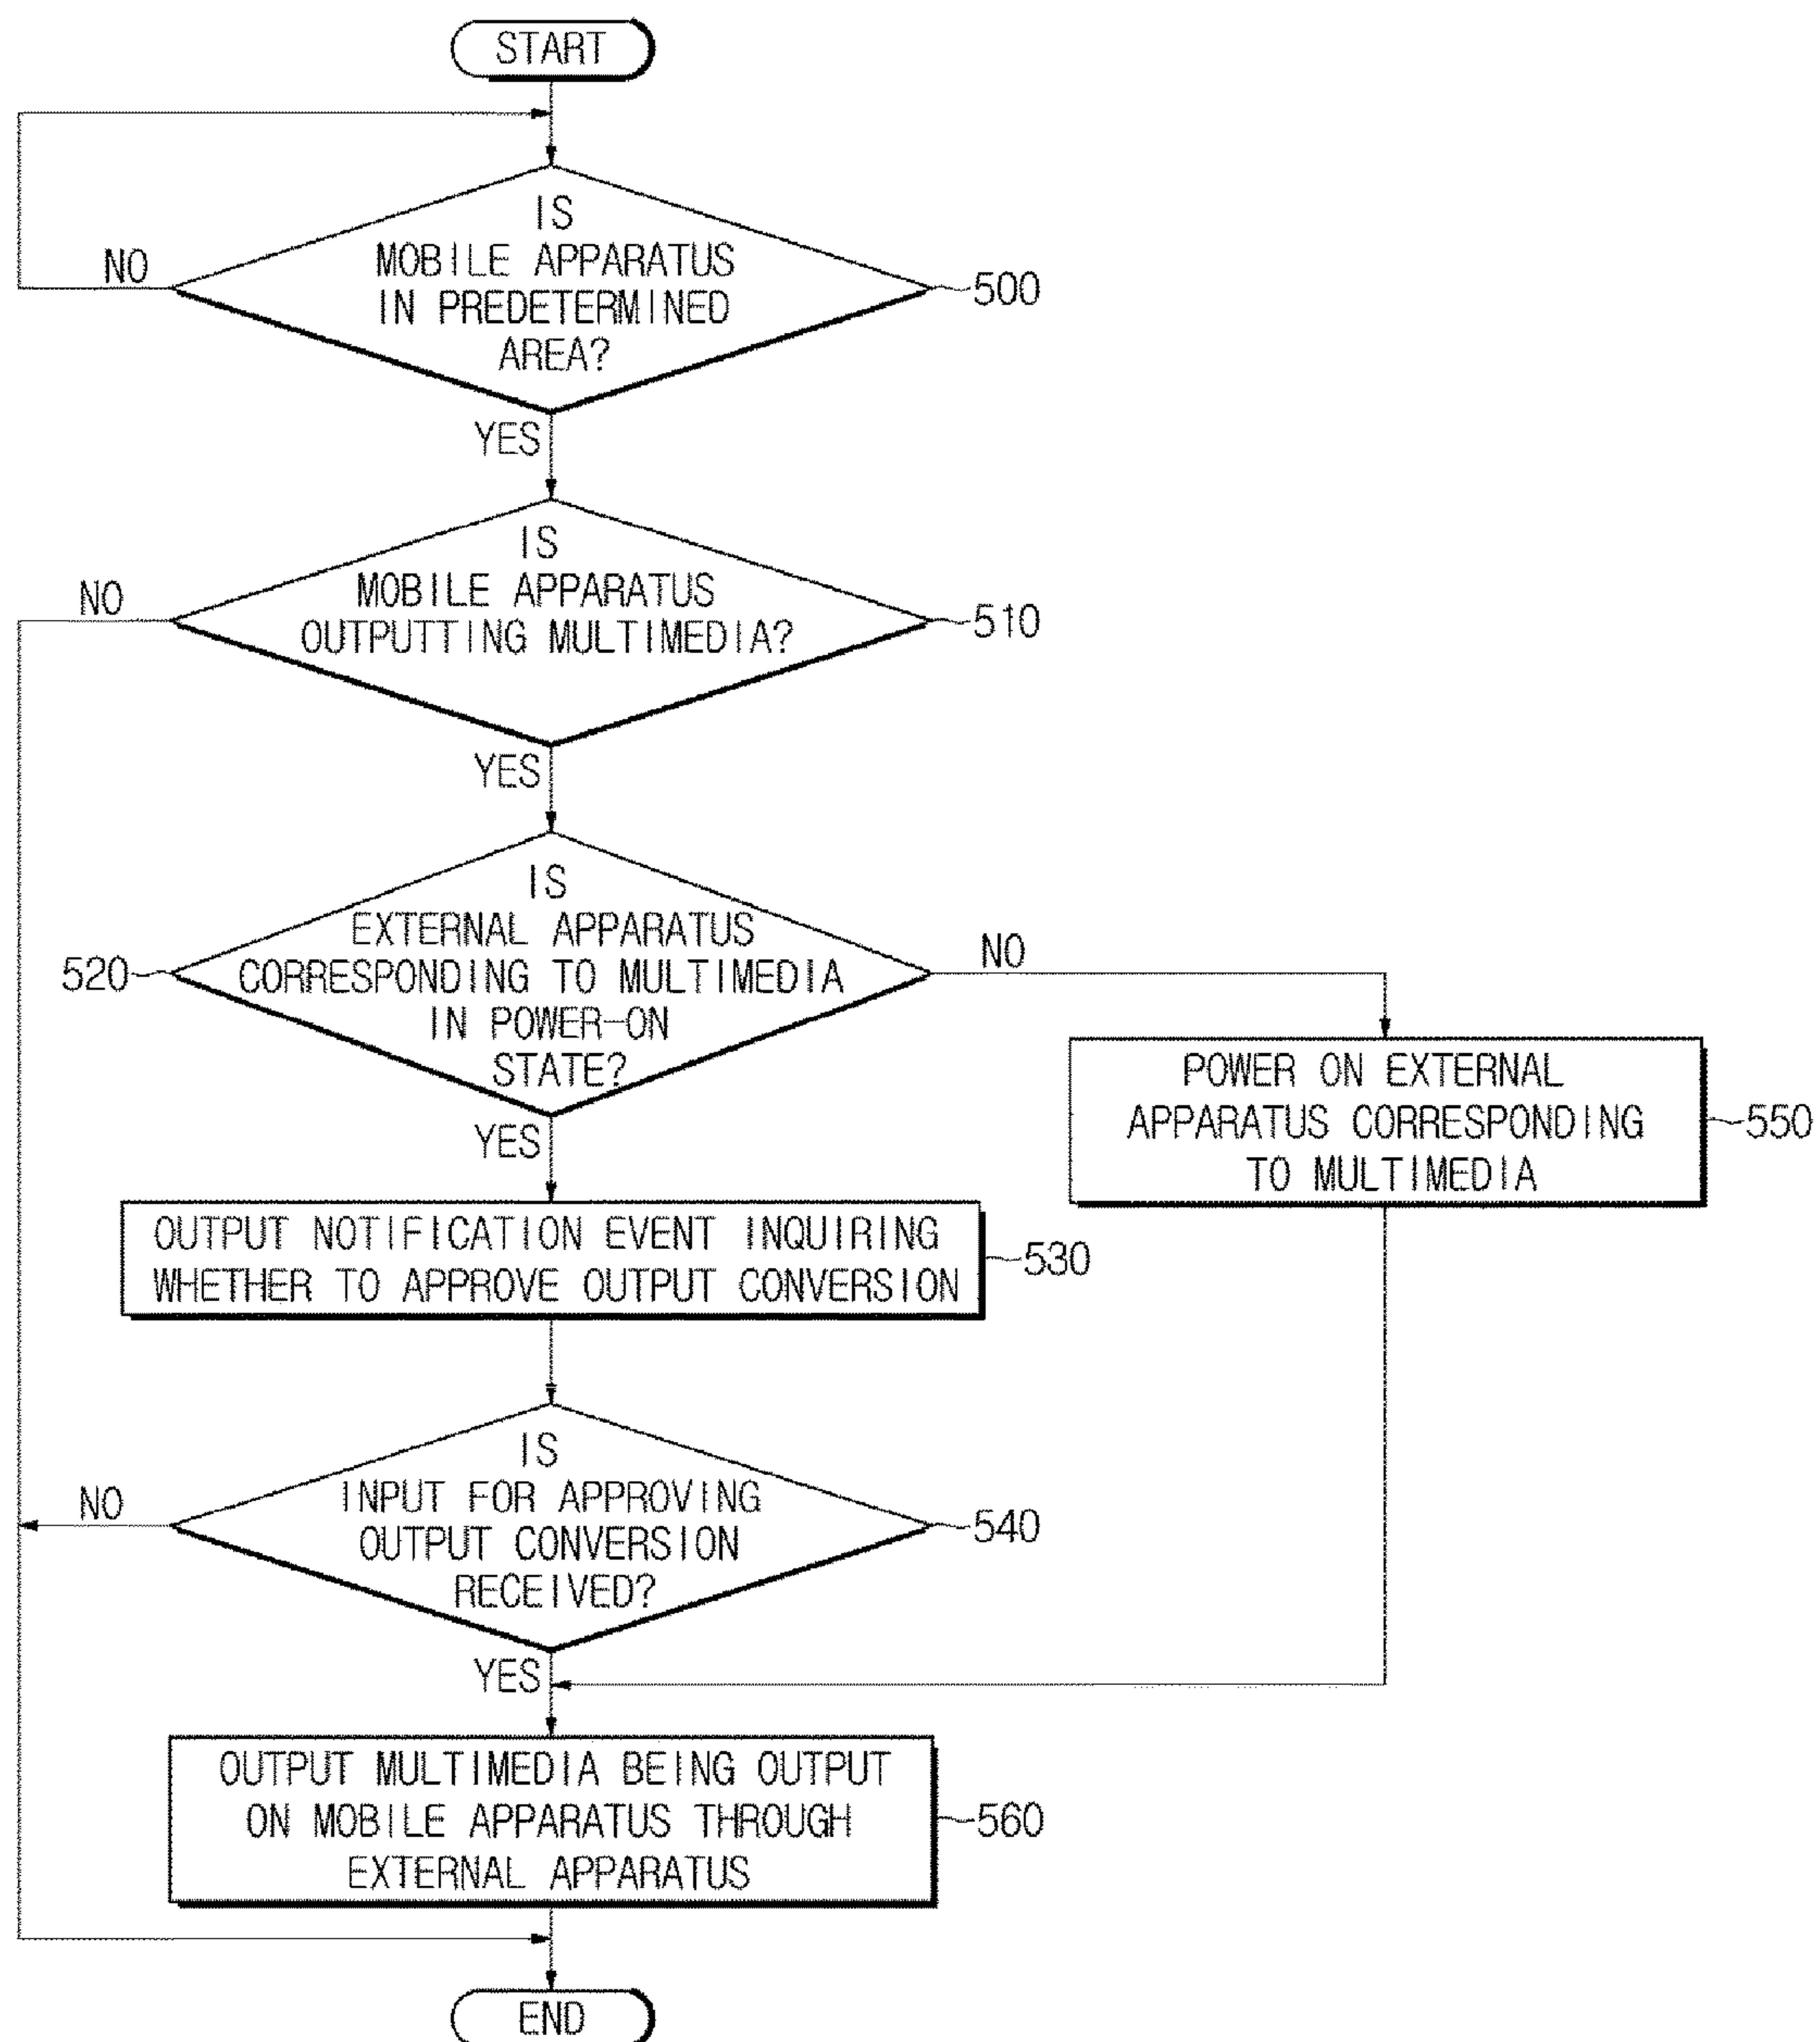 START
IS
MOBILE APPARATUS
IN PREDETERMINED
AREA?
NO
500
YES
IS
MOBILE APPARATUS
OUTPUTTING MULTIMEDIA?
NO
510
YES
IS
EXTERNAL APPARATUS
CORRESPONDING TO MULTIMEDIA
IN POWER-ON
STATE?
520
NO
YES
POWER ON EXTERNAL
APPARATUS CORRESPONDING
TO MULTIMEDIA
550
OUTPUT NOTIFICATION EVENT INQUIRING
WHETHER TO APPROVE OUTPUT CONVERSION
530
IS
INPUT FOR APPROVING
OUTPUT CONVERSION
RECEIVED?
NO
540
YES
OUTPUT MULTIMEDIA BEING OUTPUT
ON MOBILE APPARATUS THROUGH
EXTERNAL APPARATUS
560
END